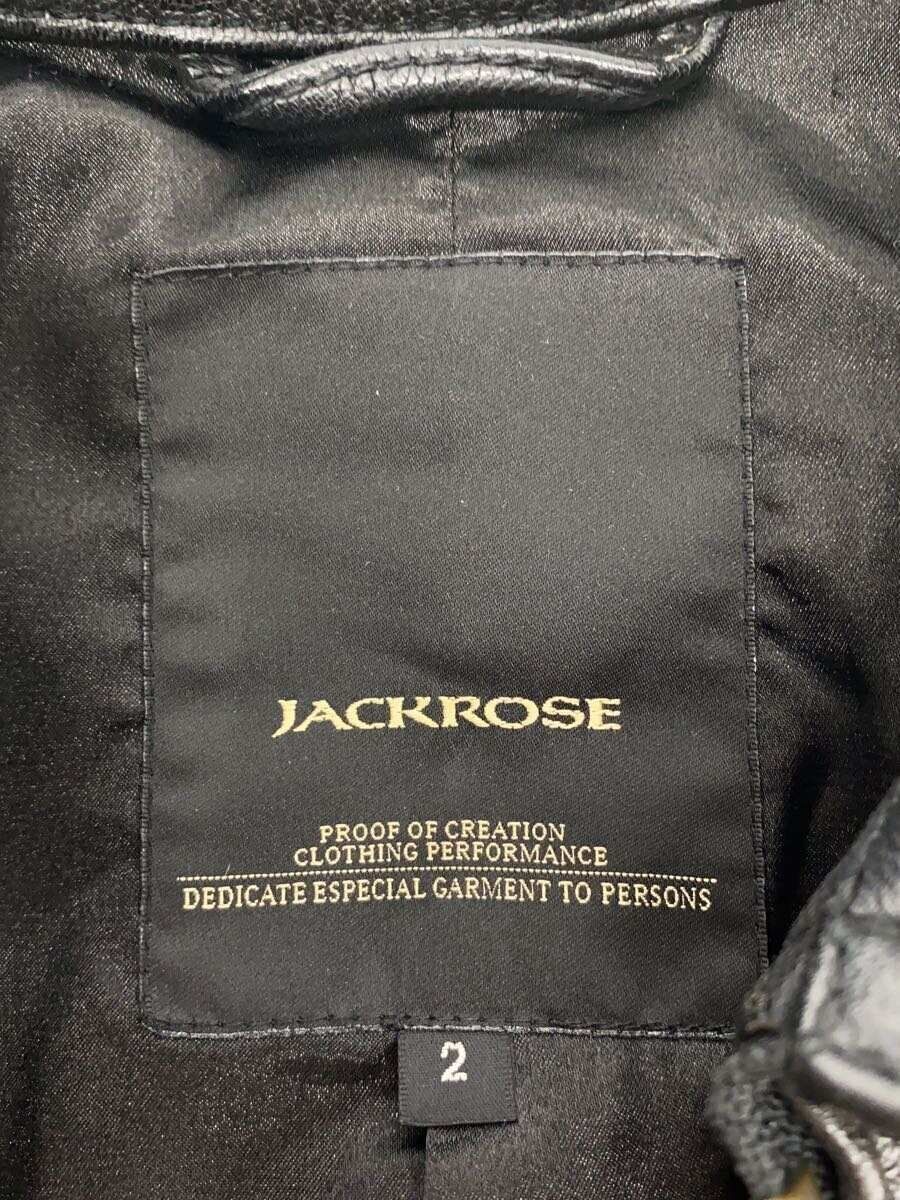 JACKROSE
PROOF OF CREATION
CLOTHING PERFORMANCE
DEDICATE ESPECIAL GARMENT TO PERSONS
2